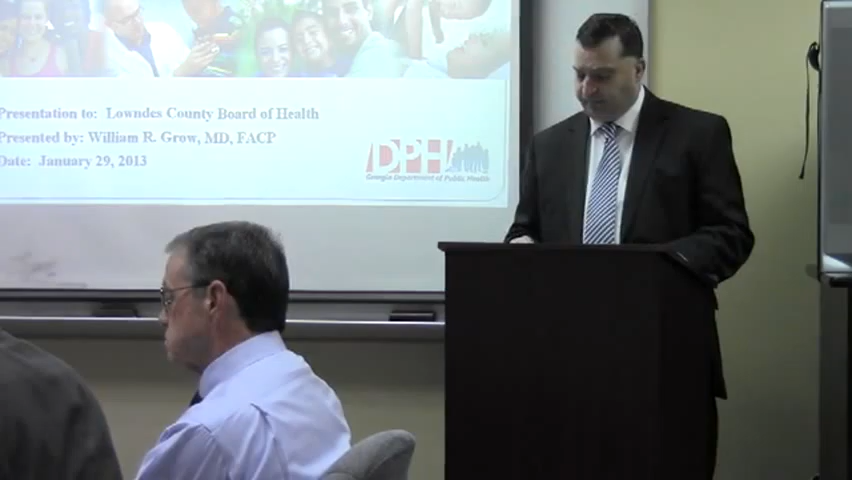 Presentation to: Lowndes County Board of Health
Presented by: William R. Grow, MD, FACP
Date: January 29, 2013
DPH
Georgia Department of Public Health